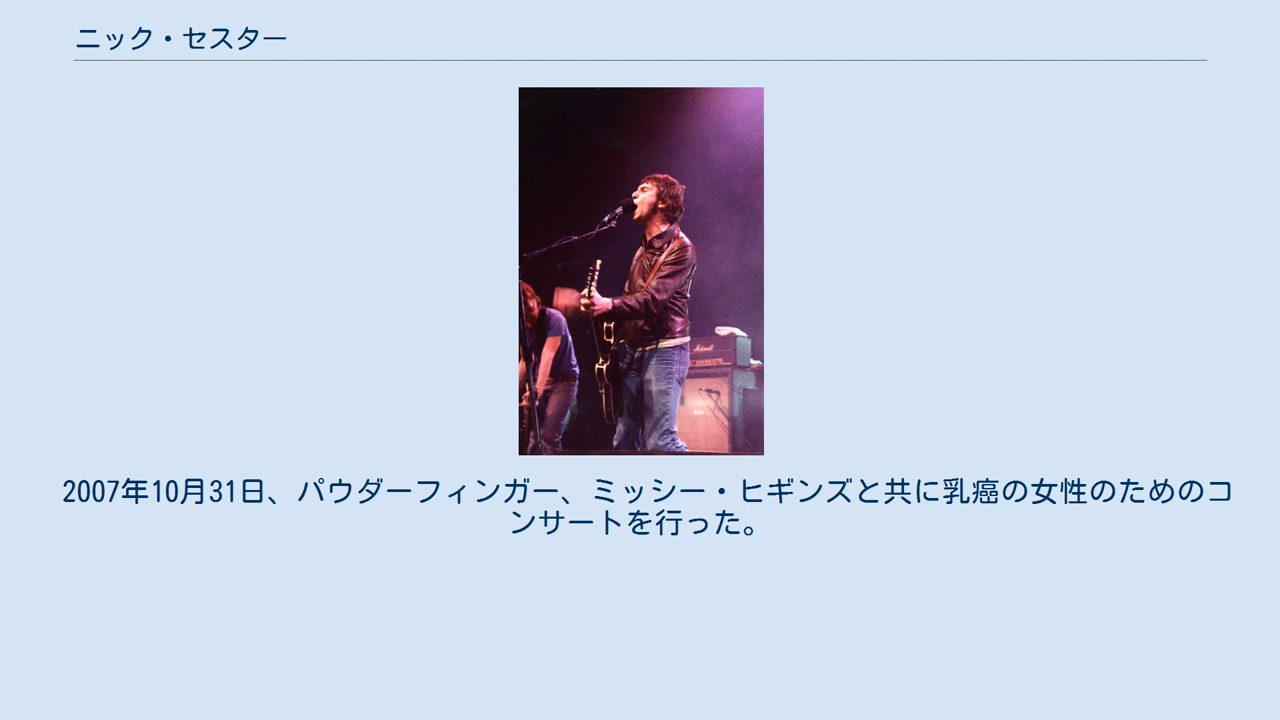 ニック・セスター
Marshall
2007年10月31日、パウダーフィンガー、ミッシー・ヒギンズと共に乳癌の女性のためのコ
ンサートを行った。